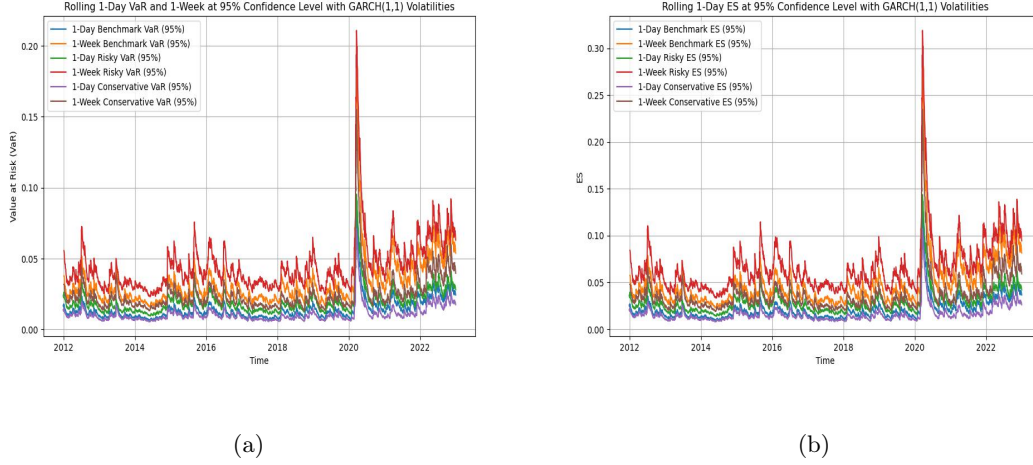 Rolling 1-Day VaR and 1-Week at 95% Confidence Level with GARCH(1,1) Volatilities
1-Day Benchmark VaR (95%)
1-Week Benchmark VaR (95%)
1-Day Risky VaR (95%)
1-Week Risky VaR (95%)
1-Day Conservative VaR (95%)
1-Week Conservative VaR (95%)
0.20
0.15
0.10
0.05
0.00
Value at Risk (VaR)
2012 2014 2016 2018 2020 2022
Time
(a)
Rolling 1-Day ES at 95% Confidence Level with GARCH(1,1) Volatilities
1-Day Benchmark ES (95%)
1-Week Benchmark ES (95%)
1-Day Risky ES (95%)
1-Week Risky ES (95%)
1-Day Conservative ES (95%)
1-Week Conservative ES (95%)
0.30
0.25
0.20
0.15
0.10
0.05
0.00
ES
2012 2014 2016 2018 2020 2022
Time
(b)